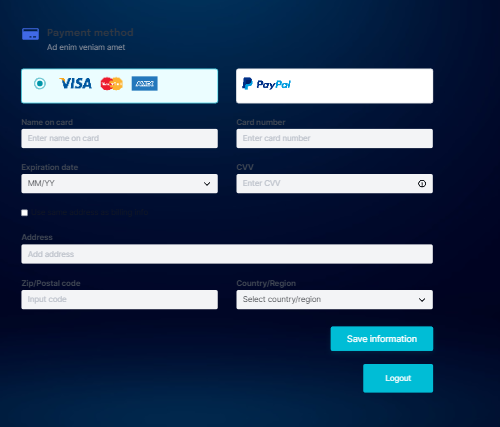 Payment method
Ad enim veniam amet
VISA MasterCard AMEX PayPal
Name on card Card number
Enter name on card Enter card number
Expiration date CVV
MM/YY Enter CVV
Address
Add address
Zip/Postal code Country/Region
Input code Select country/region
Save information
Logout